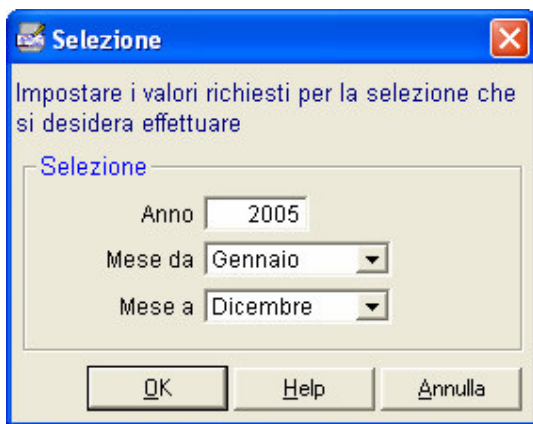 Selezione
Impostare i valori richiesti per la selezione che
si desidera effettuare
Selezione
Anno 2005
Mese da Gennaio
Mese a Dicembre
OK Help Annulla